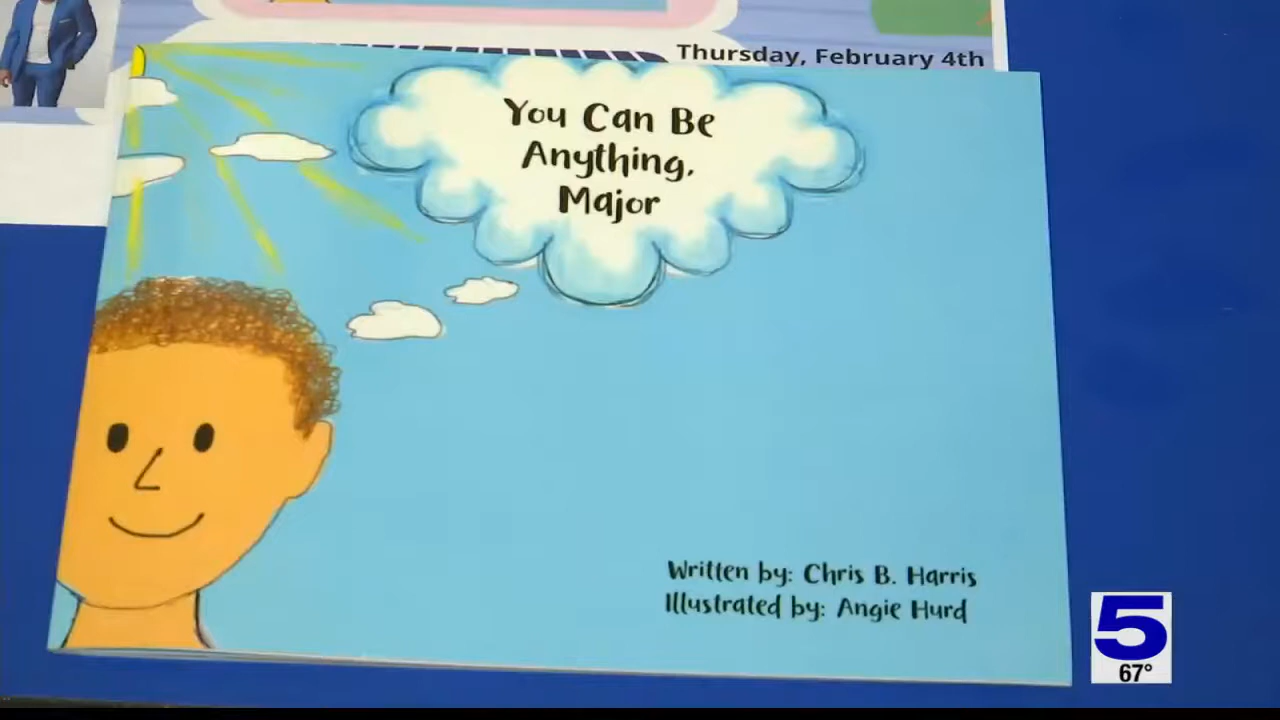 Thursday, February 4th
You Can Be
Anything,
Major
Written by: Chris B. Harris
Illustrated by: Angie Hurd
5
67°